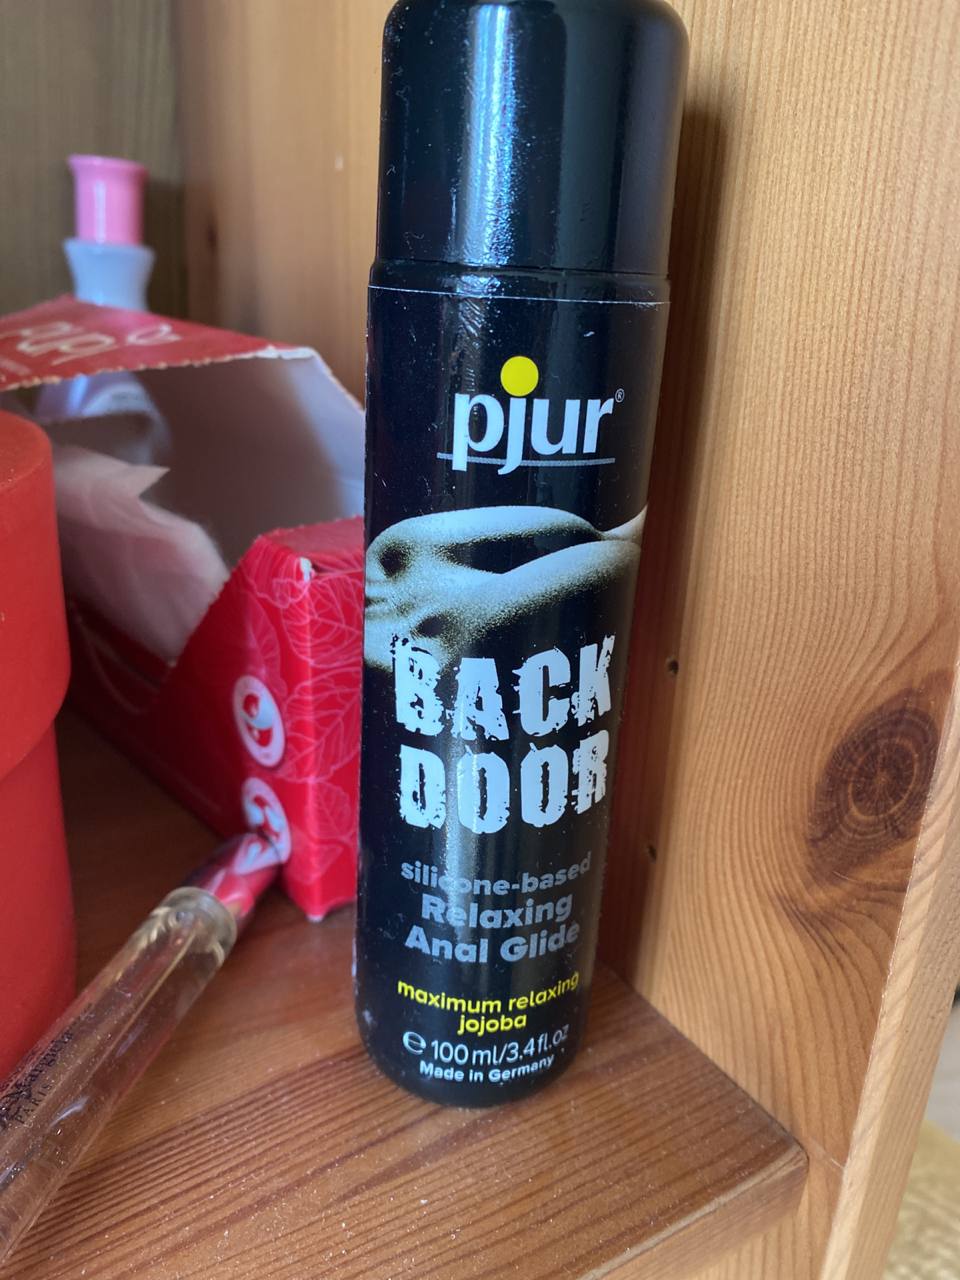 pjur®
BACK
DOOR
silicone-based
Relaxing
Anal Glide
maximum relaxing
jojoba
℮ 100 ml/3.4 fl.oz
Made in Germany
PARIS